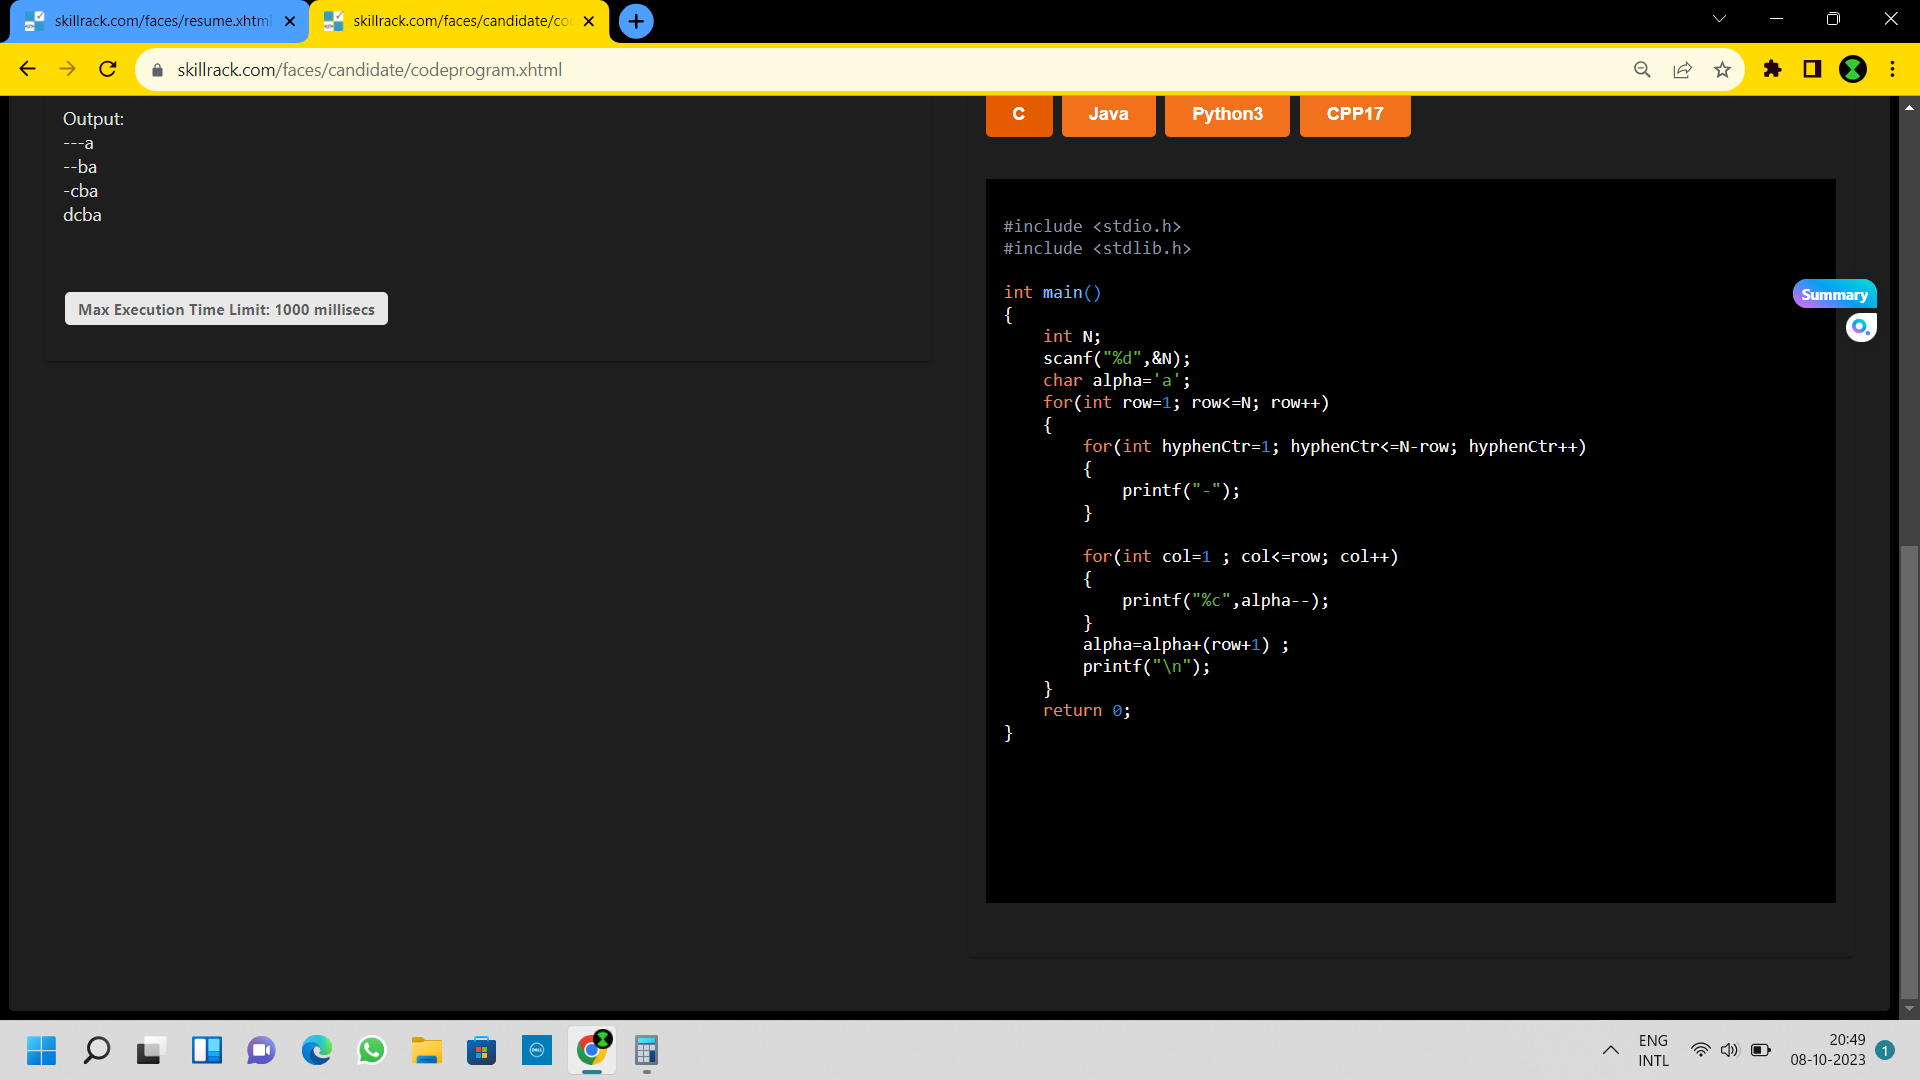 skillrack.com/faces/resume.xhtml
skillrack.com/faces/candidate/co
skillrack.com/faces/candidate/codeprogram.xhtml
Output:
---a
--ba
-cba
dcba
Max Execution Time Limit: 1000 millisecs
C Java Python3 CPP17
#include <stdio.h>
#include <stdlib.h>
int main()
{
    int N;
    scanf("%d",&N);
    char alpha='a';
    for(int row=1; row<=N; row++)
    {
        for(int hyphenCtr=1; hyphenCtr<=N-row; hyphenCtr++)
        {
            printf("-");
        }
        for(int col=1 ; col<=row; col++)
        {
            printf("%c",alpha--);
        }
        alpha=alpha+(row+1) ;
        printf("\n");
    }
    return 0;
}
Summary
DELL
ENG
INTL
20:49
08-10-2023
1